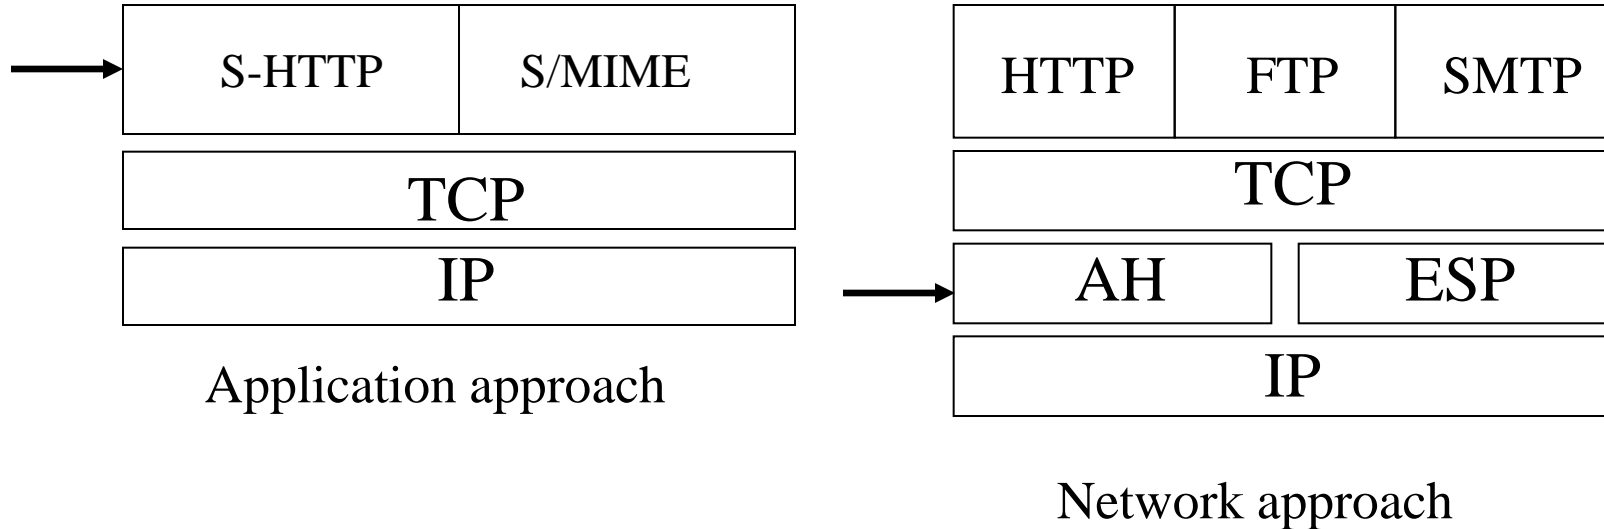 S-HTTP S/MIME
TCP
IP
Application approach
HTTP FTP SMTP
TCP
AH ESP
IP
Network approach